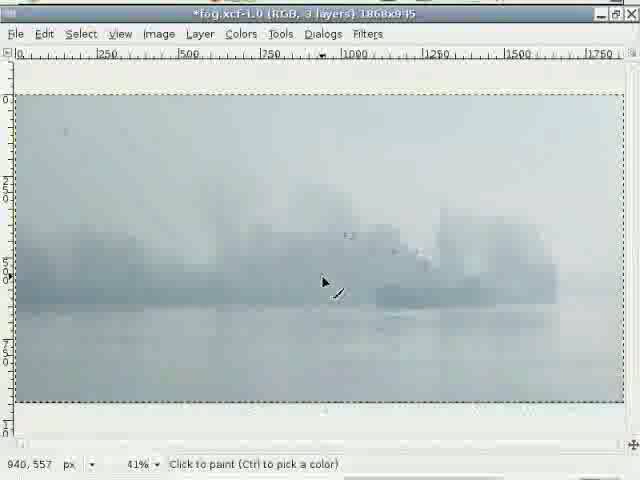 *fog.xcf-1.0 (RGB, 3 layers) 1868x945
File Edit Select View Image Layer Colors Tools Dialogs Filters
0 250 500 750 1000 1250 1500 1750
940, 557 px 41% Click to paint (Ctrl to pick a color)